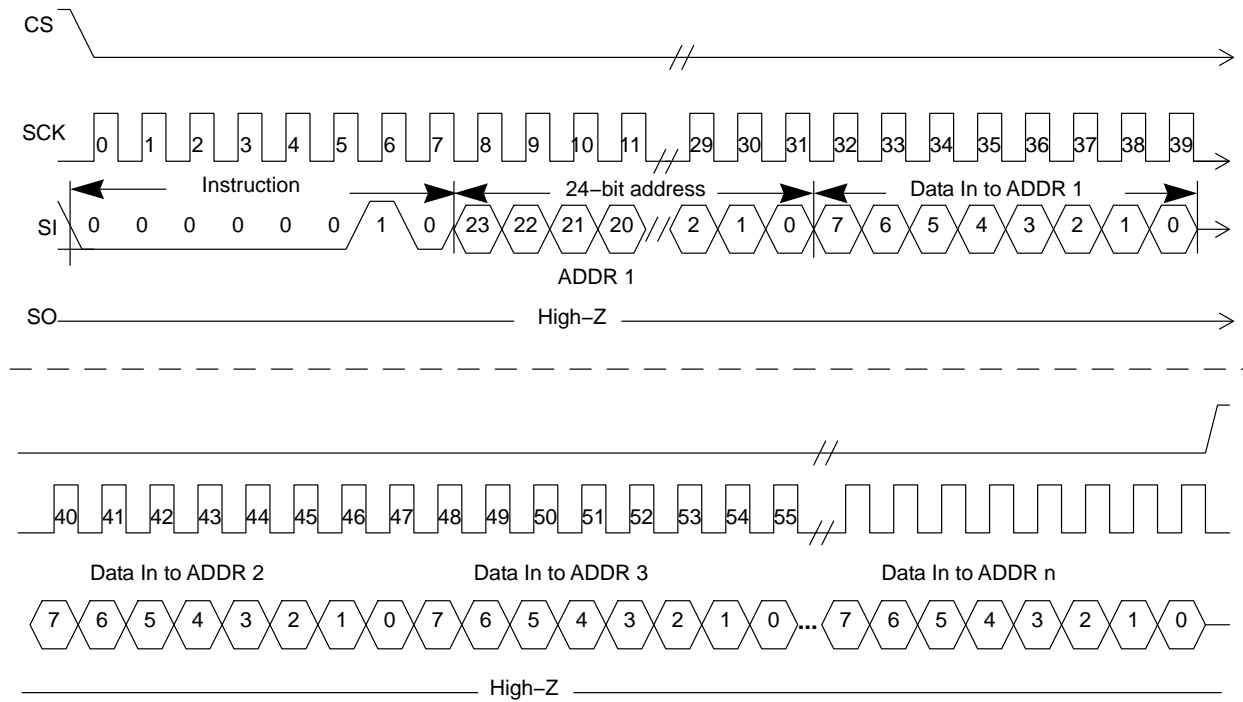 CS
SCK 0 1 2 3 4 5 6 7 8 9 10 11 29 30 31 32 33 34 35 36 37 38 39
Instruction 24−bit address Data In to ADDR 1
SI 0 0 0 0 0 0 1 0 23 22 21 20 2 1 0 7 6 5 4 3 2 1 0
ADDR 1
SO High−Z
40 41 42 43 44 45 46 47 48 49 50 51 52 53 54 55
Data In to ADDR 2 Data In to ADDR 3 Data In to ADDR n
7 6 5 4 3 2 1 0 7 6 5 4 3 2 1 0 ... 7 6 5 4 3 2 1 0
High−Z